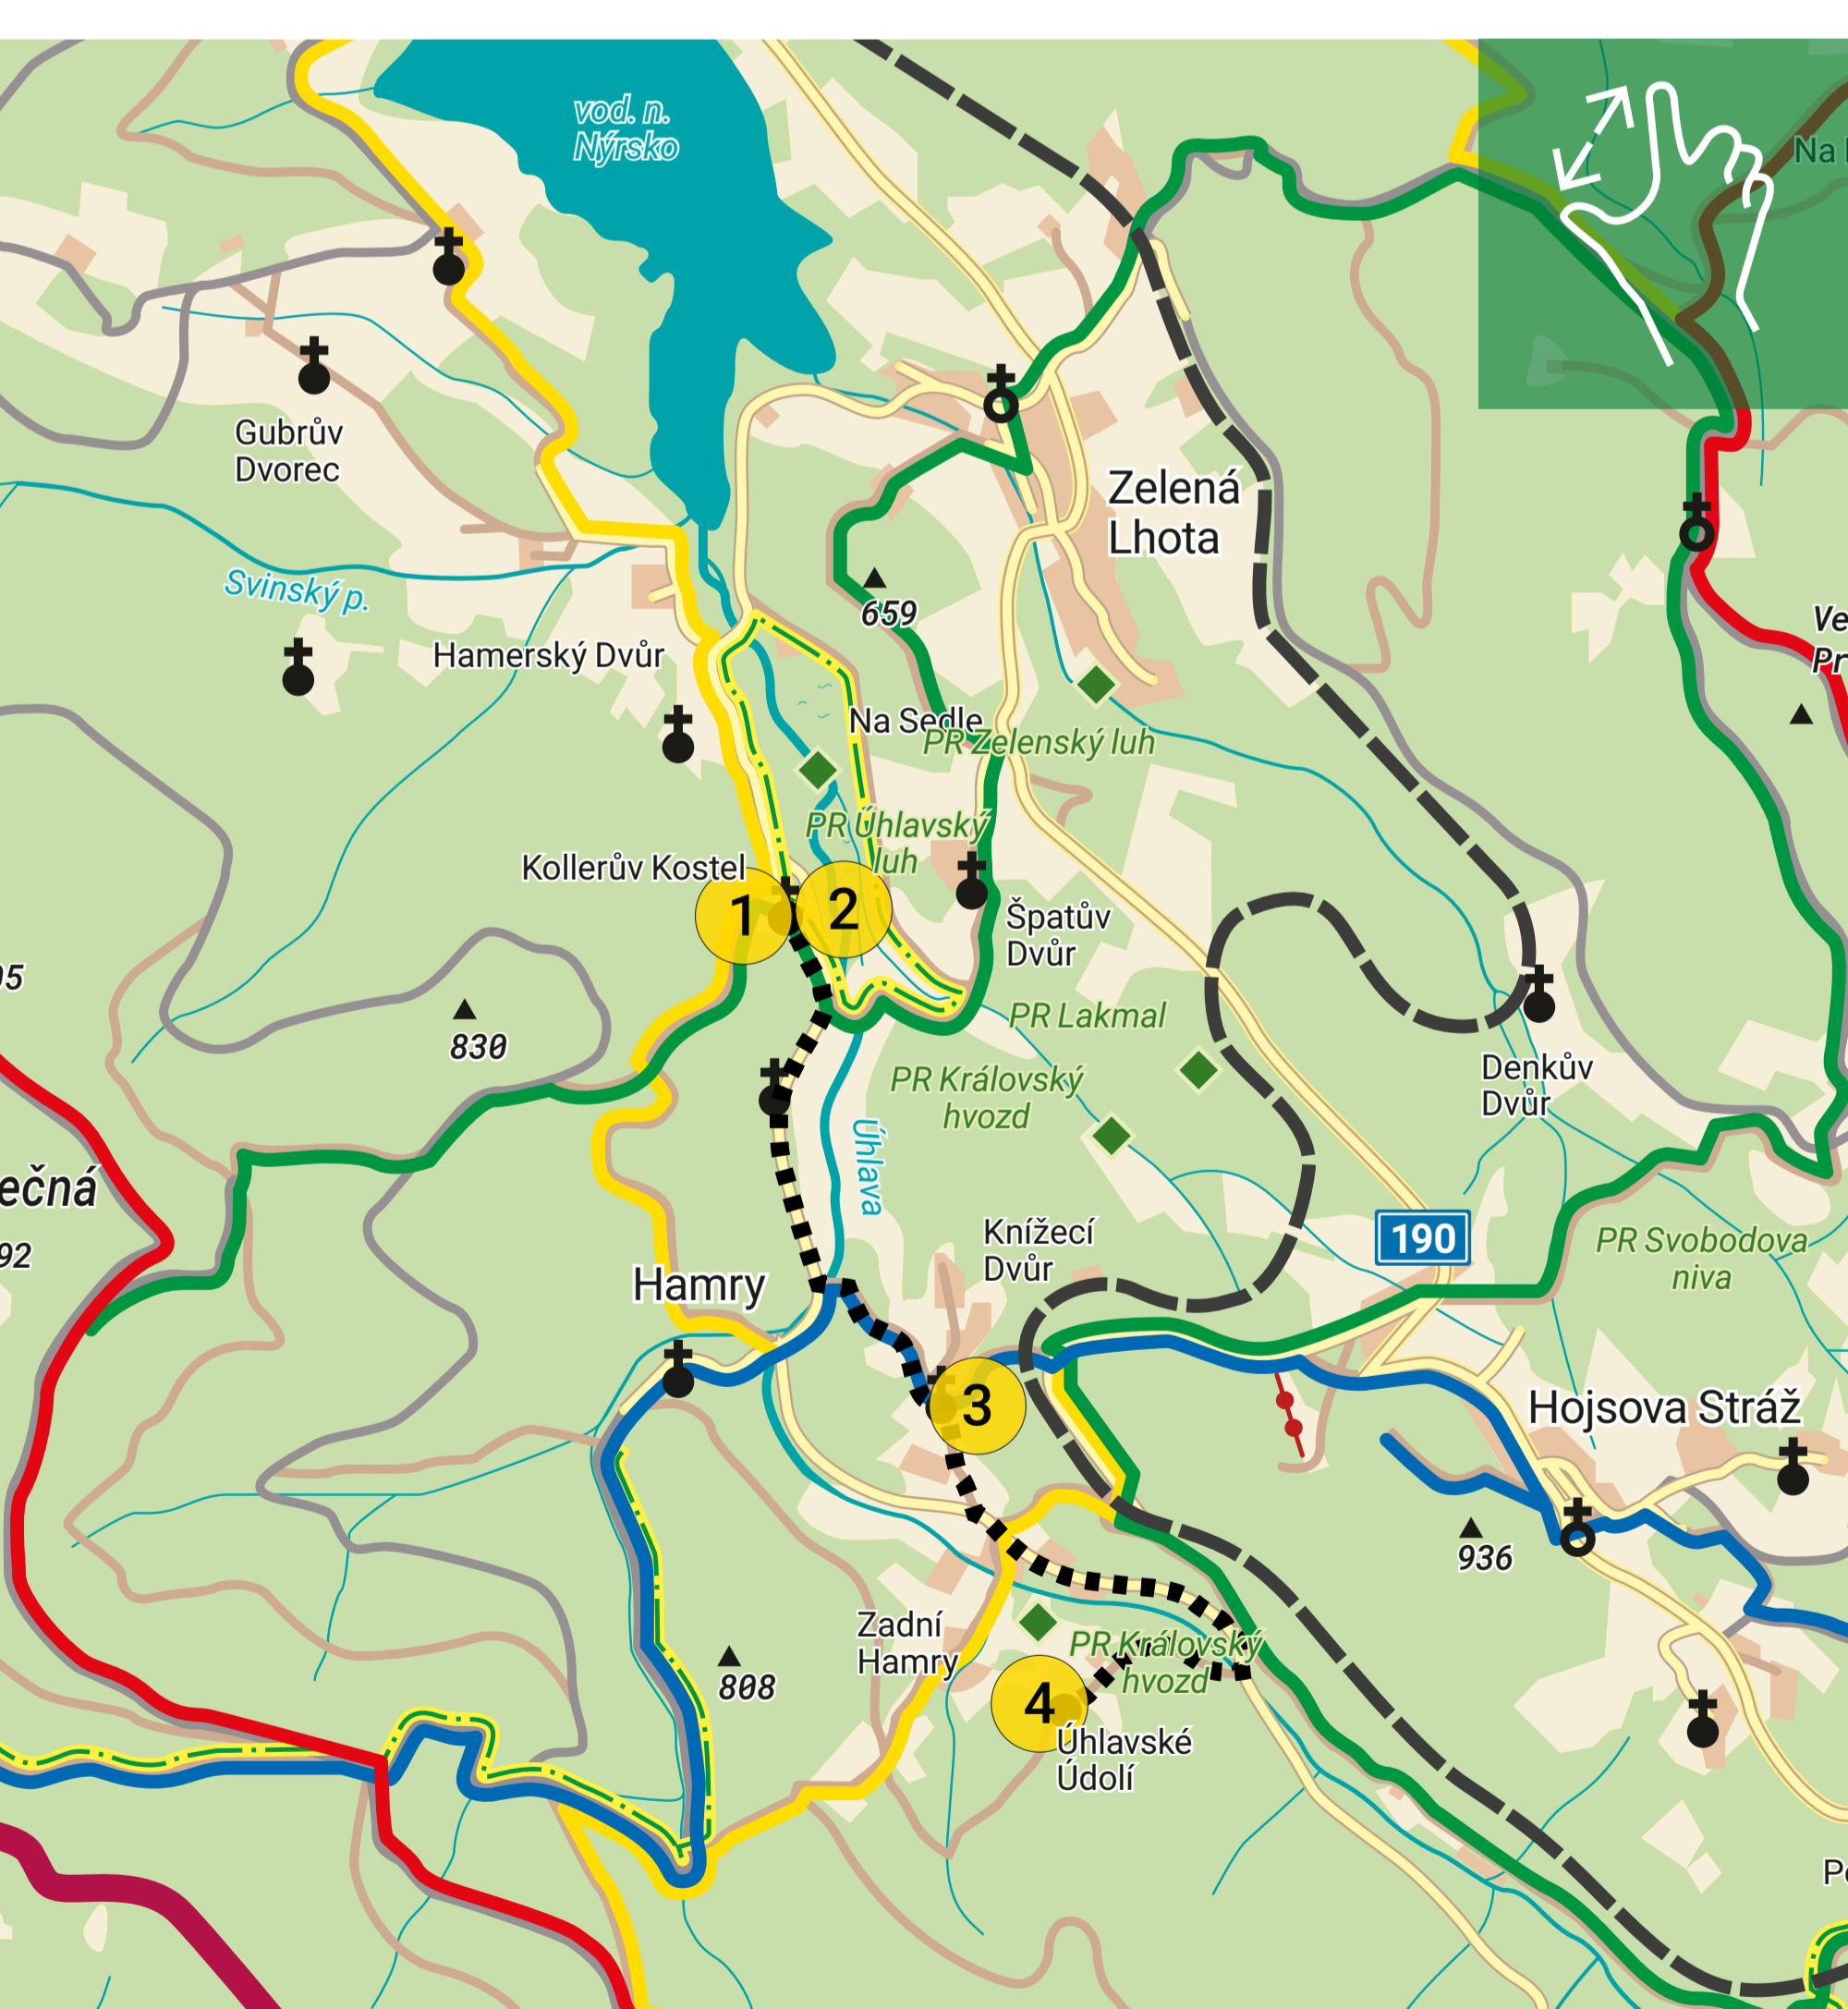 vod. n.
Nýrsko
Gubrův
Dvorec
Zelená
Lhota
Svinský p.
659
Hamerský Dvůr
Na Sedle
PR Zelenský luh
PR Úhlavský
luh
Kollerův Kostel
1
2
Špatův
Dvůr
PR Lakmal
830
PR Královský
hvozd
Denkův
Dvůr
Úhlava
190
Knížecí
Dvůr
PR Svobodova
niva
Hamry
3
Hojsova Stráž
936
Zadní
Hamry
PR Královský
hvozd
808
4
Úhlavské
Údolí